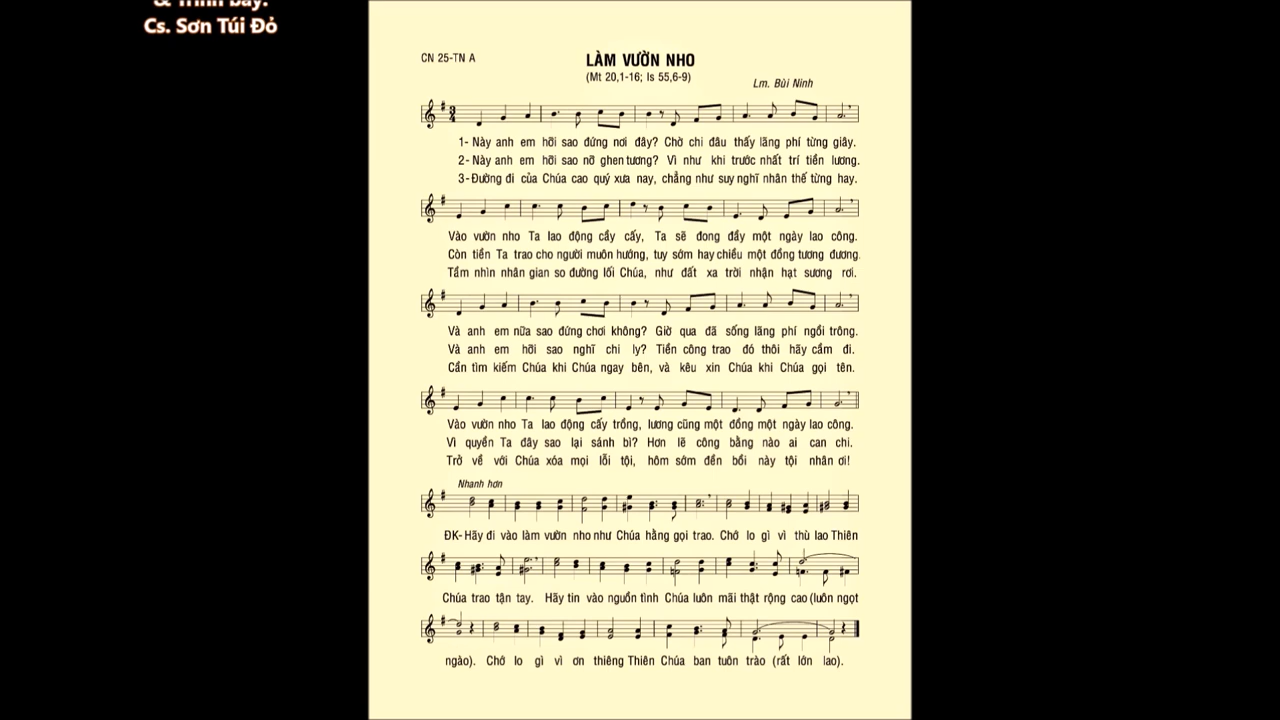 & Trình bày:
Cs. Sơn Túi Đỏ
CN 25-TN A
LÀM VƯỜN NHO
(Mt 20,1-16; Is 55,6-9)
Lm. Bùi Ninh
1- Này anh em hỡi sao đứng nơi đây? Chờ chi đâu thấy lãng phí từng giây.
2- Này anh em hỡi sao nỡ ghen tương? Vì như khi trước nhất trí tiền lương.
3-Đường đi của Chúa cao quý xưa nay, chẳng như suy nghĩ nhân thế từng hay.
Vào vườn nho Ta lao động cầy cấy, Ta sẽ đong đầy một ngày lao công.
Còn tiền Ta trao cho người muôn hướng, tuy sớm hay chiều một đồng tương đương.
Tầm nhìn nhân gian so đường lối Chúa, như đất xa trời nhận hạt sương rơi.
Và anh em nữa sao đứng chơi không? Giờ qua đã sống lãng phí ngồi trông.
Và anh em hỡi sao nghĩ chi ly? Tiền công trao đó thôi hãy cầm đi.
Cần tìm kiếm Chúa khi Chúa ngay bên, và kêu xin Chúa khi Chúa gọi tên.
Vào vườn nho Ta lao động cấy trồng, lương cũng một đồng một ngày lao công.
Vì quyền Ta đây sao lại sánh bì? Hơn lẽ công bằng nào ai can chi.
Trở về với Chúa xóa mọi lỗi tội, hôm sớm đền bồi này tội nhân ơi!
Nhanh hơn
ĐK-Hãy đi vào làm vườn nho như Chúa hằng gọi trao. Chớ lo gì vì thù lao Thiên
Chúa trao tận tay. Hãy tin vào nguồn tình Chúa luôn mãi thật rộng cao (luôn ngọt
ngào). Chớ lo gì vì ơn thiêng Thiên Chúa ban tuôn trào (rất lớn lao).